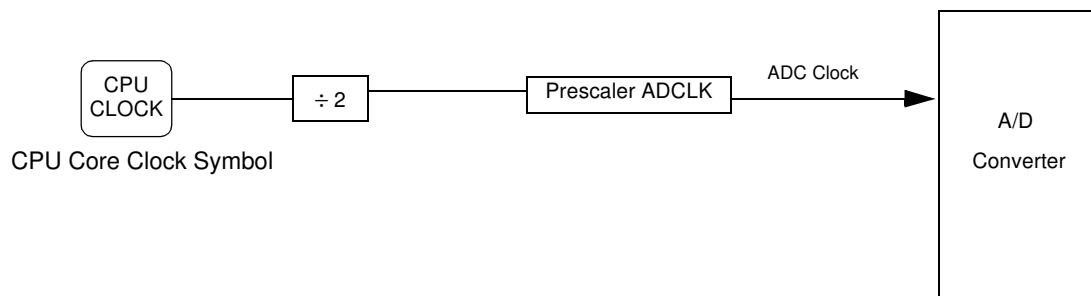 CPU
CLOCK
÷ 2
Prescaler ADCLK
ADC Clock
A/D
Converter
CPU Core Clock Symbol